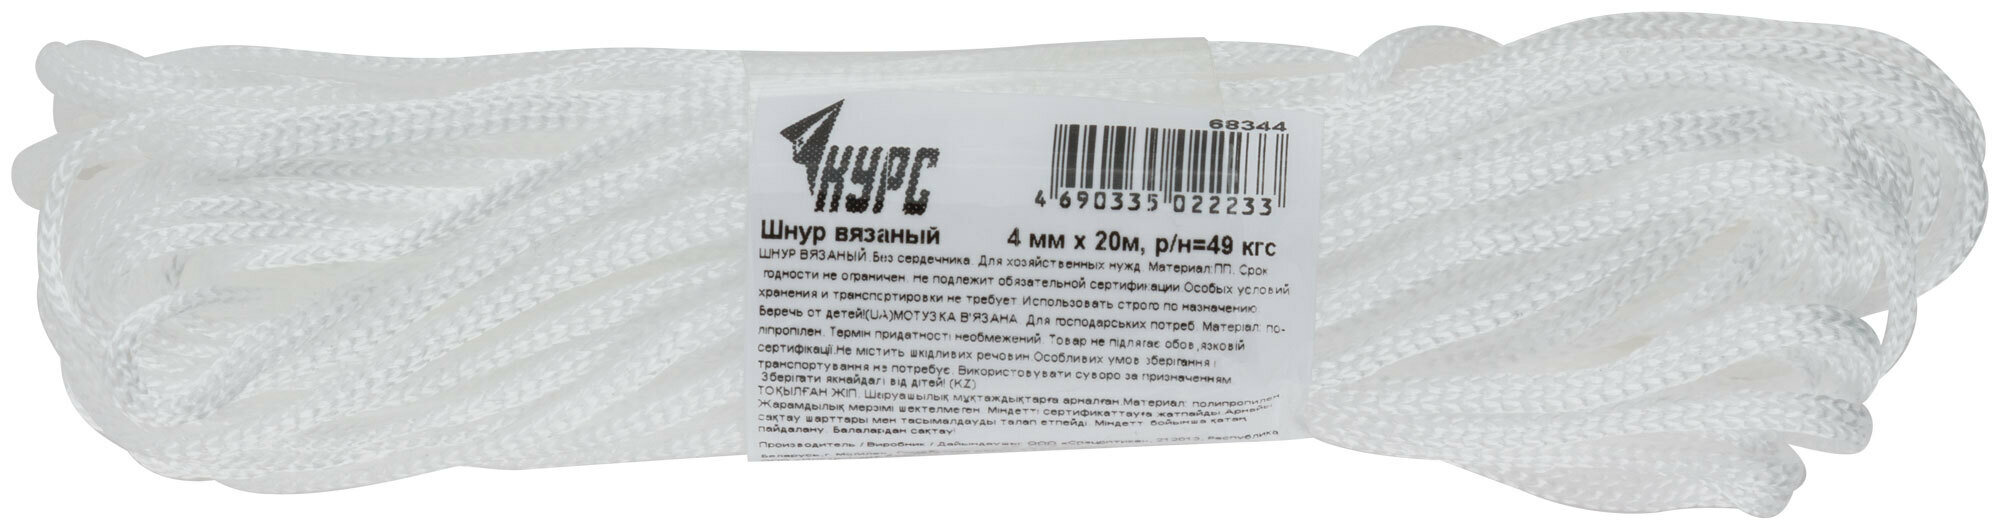 68344
КУРС
4 690335 022233
Шнур вязаный 4 мм х 20м, р/н=49 кгс
ШНУР ВЯЗАНЫЙ.Без сердечника. Для хозяйственных нужд. Материал:ПП. Срок
годности не ограничен. Не подлежит обязательной сертификации.Особых условий
хранения и транспортировки не требует.Использовать строго по назначению.
Беречь от детей!(UA)МОТУЗКА В'ЯЗАНА. Для господарських потреб. Матеріал: по-
ліпропілен. Термін придатності необмежений. Товар не підлягає обов,язковій
сертифікації.Не містить шкідливих речовин.Особливих умов зберігання і
транспортування не потребує. Використовувати суворо за призначенням.
Зберігати якнайдалі від дітей! (KZ)
ТОҚЫЛҒАН ЖІП. Шаруашылық мұқтаждықтарға арналған.Материал: полипропилен.
Жарамдылық мерзімі шектелмеген. Міндетті сертификаттауға жатпайды.Арнайы
сақтау шарттары мен тасымалдауды талап етпейді. Міндетті бойынша қатаң
пайдалану. Балалардан сақтау!
Производитель / Виробник / Дайындаушы: ООО 212013, Республика
Беларусь,г.